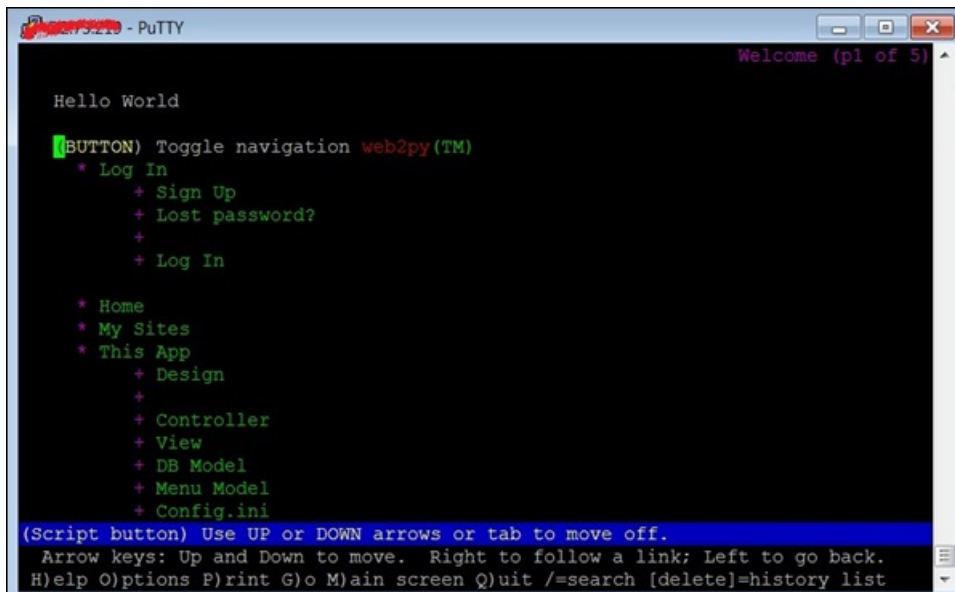 - PuTTY
Welcome (p1 of 5)
Hello World
(BUTTON) Toggle navigation web2py(TM)
* Log In
+ Sign Up
+ Lost password?
+
+ Log In
* Home
* My Sites
* This App
+ Design
+
+ Controller
+ View
+ DB Model
+ Menu Model
+ Config.ini
(Script button) Use UP or DOWN arrows or tab to move off.
Arrow keys: Up and Down to move. Right to follow a link; Left to go back.
H)elp O)ptions P)rint G)o M)ain screen Q)uit /=search [delete]=history list